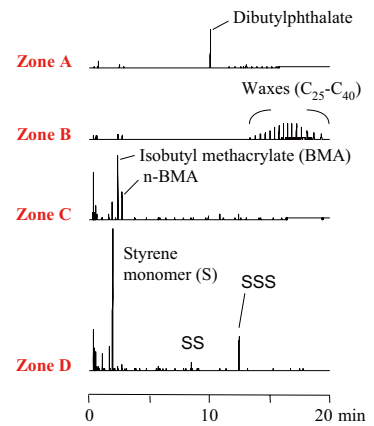 Dibutylphthalate
Zone A
Waxes (C25-C40)
Zone B
Isobutyl methacrylate (BMA)
n-BMA
Zone C
Styrene
monomer (S)
SSS
SS
Zone D
0 10 20 min